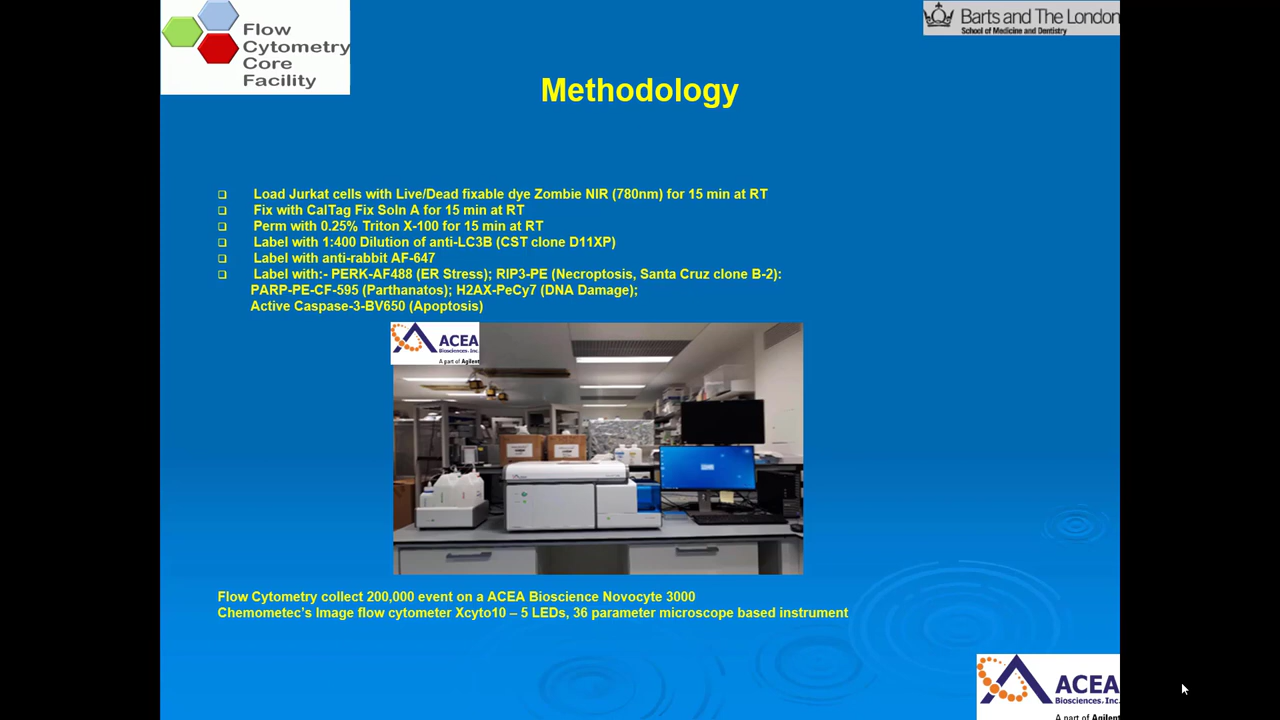 Flow
Cytometry
Core
Facility
Barts and The London
School of Medicine and Dentistry
Methodology
Load Jurkat cells with Live/Dead fixable dye Zombie NIR (780nm) for 15 min at RT
Fix with CalTag Fix Soln A for 15 min at RT
Perm with 0.25% Triton X-100 for 15 min at RT
Label with 1:400 Dilution of anti-LC3B (CST clone D11XP)
Label with anti-rabbit AF-647
Label with:- PERK-AF488 (ER Stress); RIP3-PE (Necroptosis, Santa Cruz clone B-2):
PARP-PE-CF-595 (Parthanatos); H2AX-PeCy7 (DNA Damage);
Active Caspase-3-BV650 (Apoptosis)
ACEA
Biosciences, Inc.
A part of Agilent
Flow Cytometry collect 200,000 event on a ACEA Bioscience Novocyte 3000
Chemometec's Image flow cytometer Xcyto10 – 5 LEDs, 36 parameter microscope based instrument
ACEA
Biosciences, Inc.
A part of Agilent